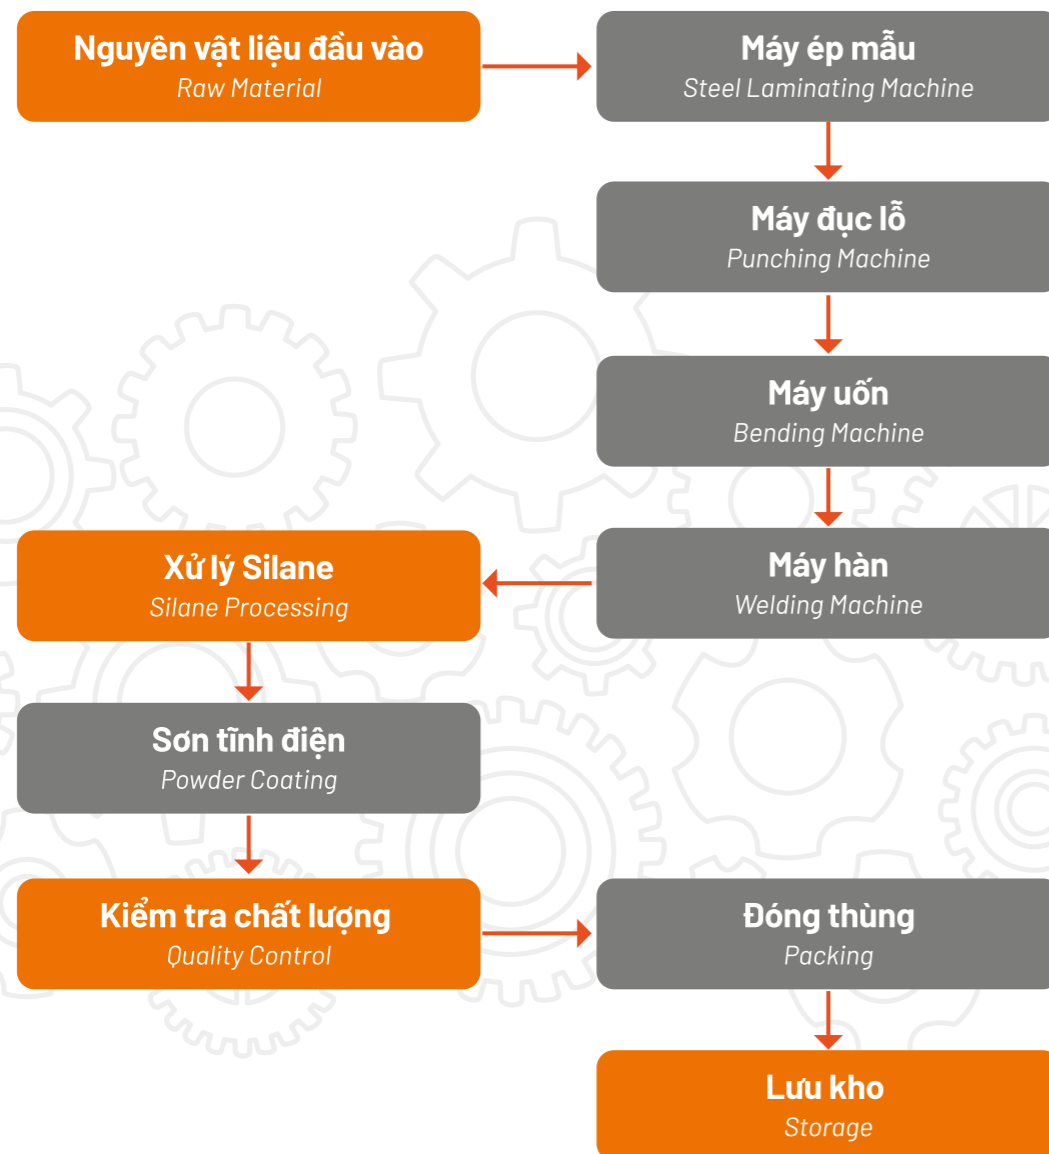 Nguyên vật liệu đầu vào
Raw Material
Máy ép mẫu
Steel Laminating Machine
Máy đục lỗ
Punching Machine
Máy uốn
Bending Machine
Máy hàn
Welding Machine
Xử lý Silane
Silane Processing
Sơn tĩnh điện
Powder Coating
Kiểm tra chất lượng
Quality Control
Đóng thùng
Packing
Lưu kho
Storage